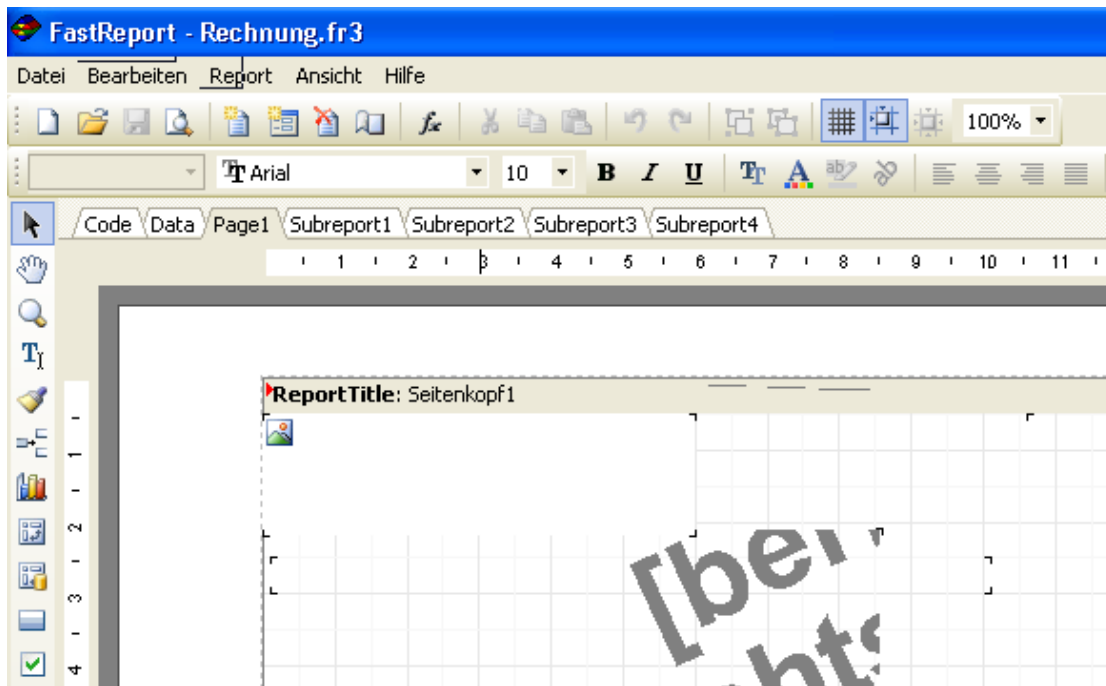 FastReport - Rechnung.fr3
Datei Bearbeiten Report Ansicht Hilfe
100%
Arial 10 B I U
Code Data Page1 Subreport1 Subreport2 Subreport3 Subreport4
1 2 3 4 5 6 7 8 9 10 11
ReportTitle: Seitenkopf1
1
2
3
4